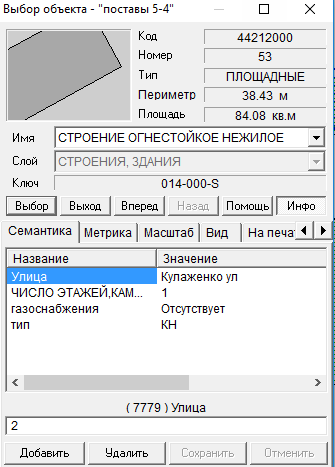 Выбор объекта - "поставы 5-4"
Код 44212000
Номер 53
Тип ПЛОЩАДНЫЕ
Периметр 38.43 м
Площадь 84.08 кв.м
Имя СТРОЕНИЕ ОГНЕСТОЙКОЕ НЕЖИЛОЕ
Слой СТРОЕНИЯ, ЗДАНИЯ
Ключ 014-000-S
Выбор Выход Вперед Назад Помощь Инфо
Семантика Метрика Масштаб Вид На печат
Название Значение
Улица Кулаженко ул
ЧИСЛО ЭТАЖЕЙ,КАМ... 1
газоснабжения Отсутствует
тип КН
( 7779 ) Улица
2
Добавить Удалить Сохранить Отменить